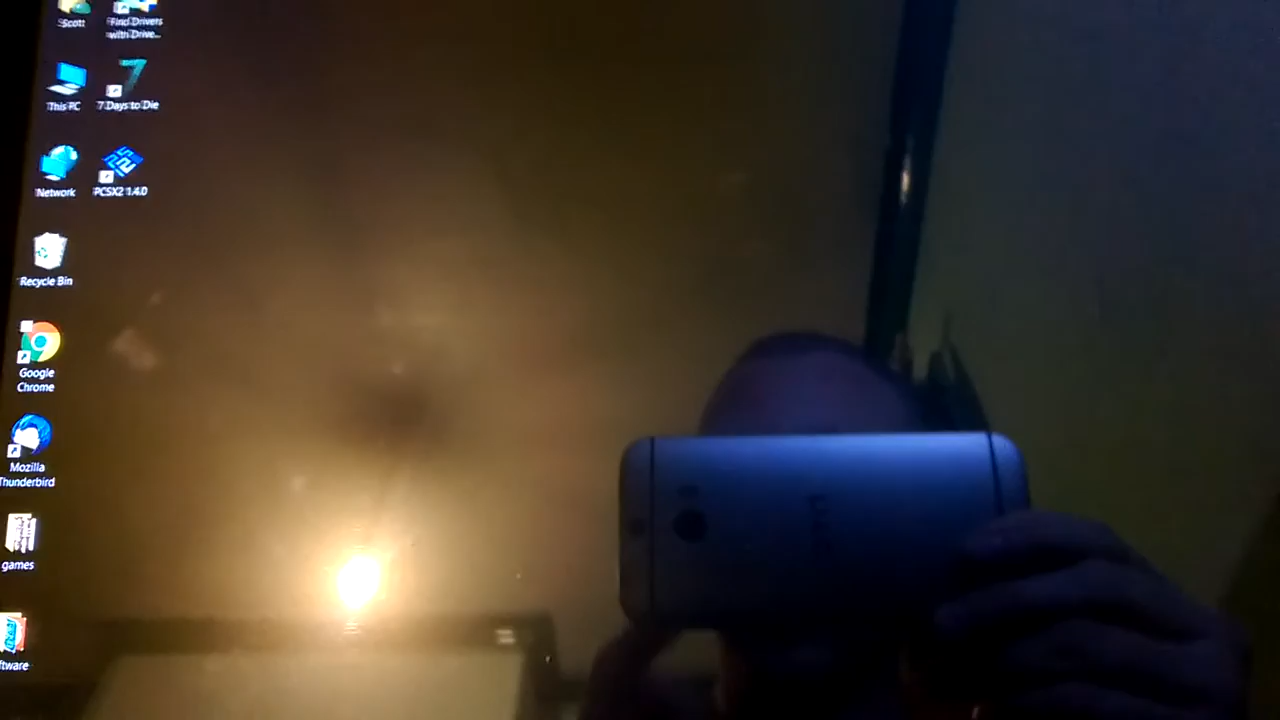 Scott
Find Drivers
with Drive...
This PC
7 Days to Die
Network
PCSX2 1.4.0
Recycle Bin
Google
Chrome
Mozilla
Thunderbird
games
ftware